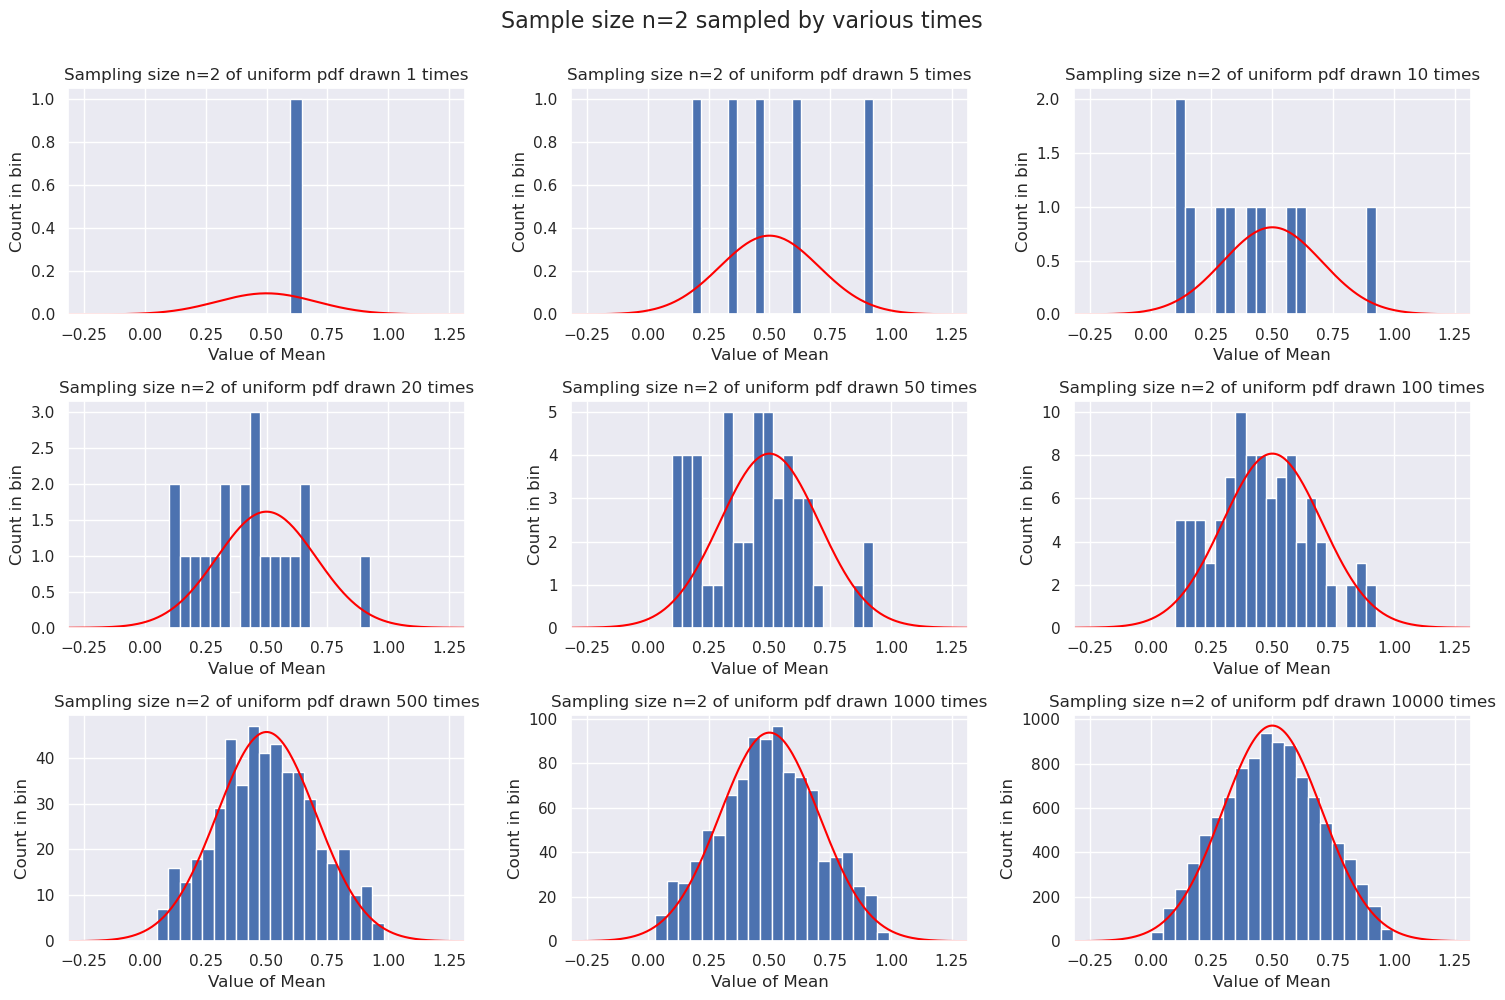 Sample size n=2 sampled by various times
Sampling size n=2 of uniform pdf drawn 1 times
1.0
0.8
0.6
0.4
0.2
0.0
Count in bin
−0.25 0.00 0.25 0.50 0.75 1.00 1.25
Value of Mean
Sampling size n=2 of uniform pdf drawn 5 times
1.0
0.8
0.6
0.4
0.2
0.0
Count in bin
−0.25 0.00 0.25 0.50 0.75 1.00 1.25
Value of Mean
Sampling size n=2 of uniform pdf drawn 10 times
2.0
1.5
1.0
0.5
0.0
Count in bin
−0.25 0.00 0.25 0.50 0.75 1.00 1.25
Value of Mean
Sampling size n=2 of uniform pdf drawn 20 times
3.0
2.5
2.0
1.5
1.0
0.5
0.0
Count in bin
−0.25 0.00 0.25 0.50 0.75 1.00 1.25
Value of Mean
Sampling size n=2 of uniform pdf drawn 50 times
5
4
3
2
1
0
Count in bin
−0.25 0.00 0.25 0.50 0.75 1.00 1.25
Value of Mean
Sampling size n=2 of uniform pdf drawn 100 times
10
8
6
4
2
0
Count in bin
−0.25 0.00 0.25 0.50 0.75 1.00 1.25
Value of Mean
Sampling size n=2 of uniform pdf drawn 500 times
40
30
20
10
0
Count in bin
−0.25 0.00 0.25 0.50 0.75 1.00 1.25
Value of Mean
Sampling size n=2 of uniform pdf drawn 1000 times
100
80
60
40
20
0
Count in bin
−0.25 0.00 0.25 0.50 0.75 1.00 1.25
Value of Mean
Sampling size n=2 of uniform pdf drawn 10000 times
1000
800
600
400
200
0
Count in bin
−0.25 0.00 0.25 0.50 0.75 1.00 1.25
Value of Mean